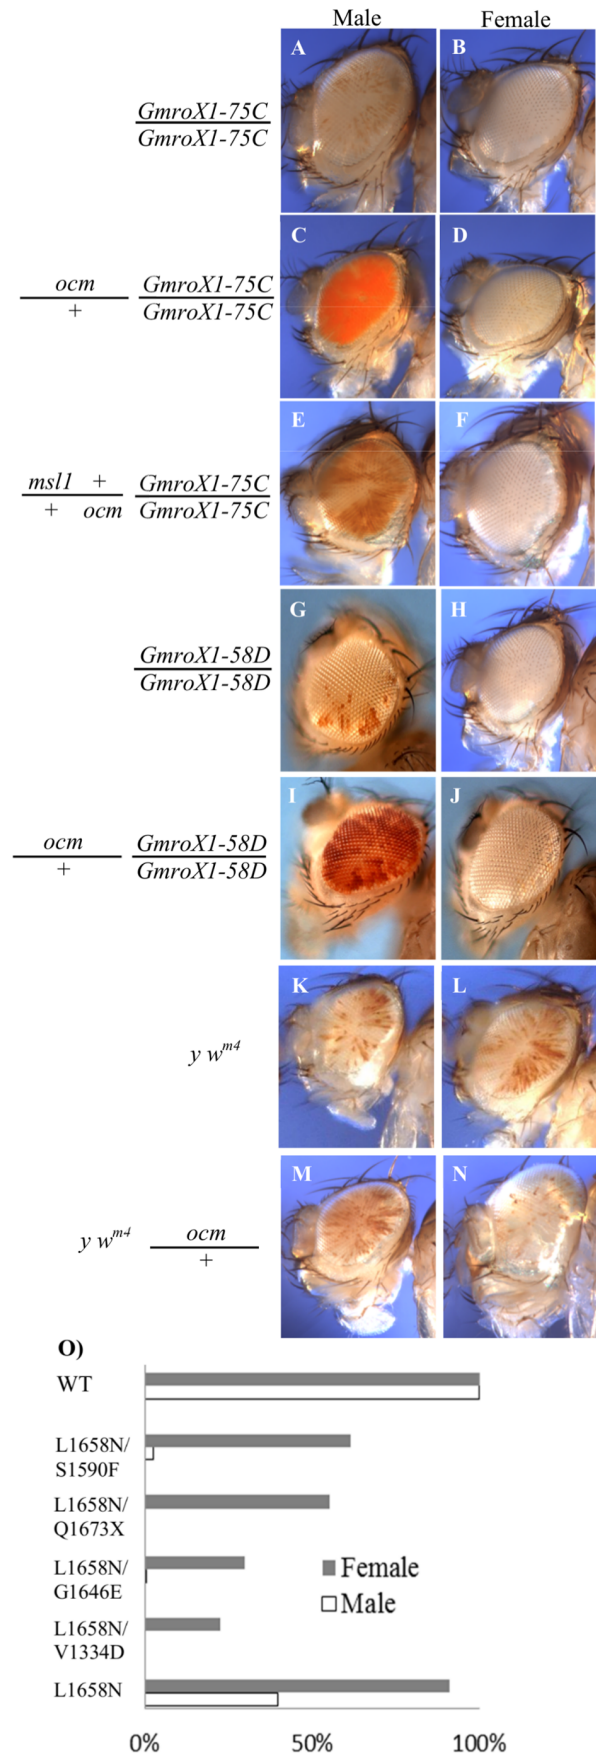 Male Female
A B
GmroX1-75C
GmroX1-75C
C D
ocm GmroX1-75C
+ GmroX1-75C
E F
msl1 + GmroX1-75C
+ ocm GmroX1-75C
G H
GmroX1-58D
GmroX1-58D
I J
ocm GmroX1-58D
+ GmroX1-58D
K L
y w^m4
M N
y w^m4 ocm
+
O)
WT
L1658N/
S1590F
L1658N/
Q1673X
L1658N/
G1646E
L1658N/
V1334D
L1658N
Female
Male
0% 50% 100%